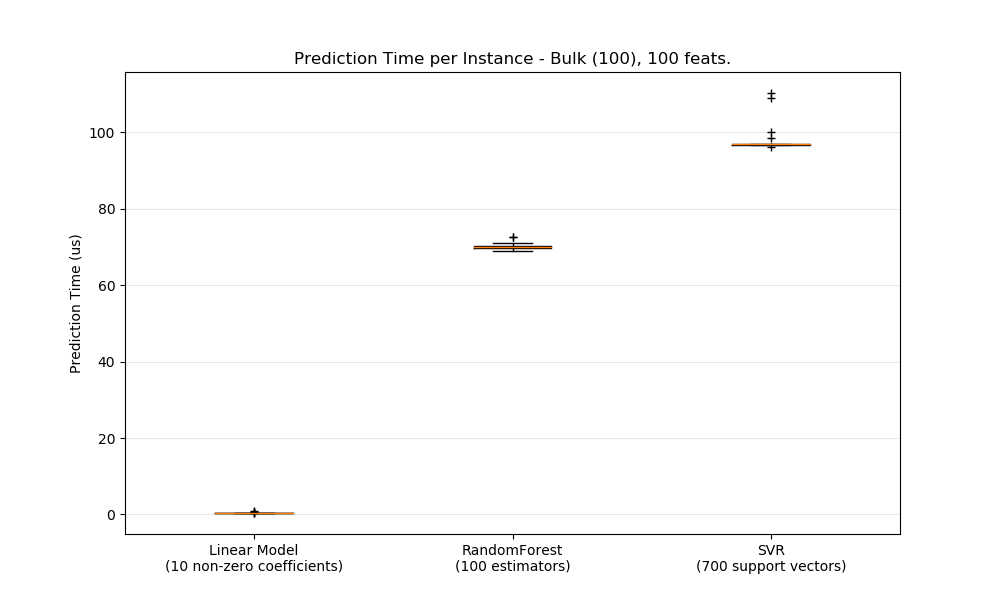 Prediction Time per Instance - Bulk (100), 100 feats.
Prediction Time (us)
100
80
60
40
20
0
Linear Model
(10 non-zero coefficients)
RandomForest
(100 estimators)
SVR
(700 support vectors)